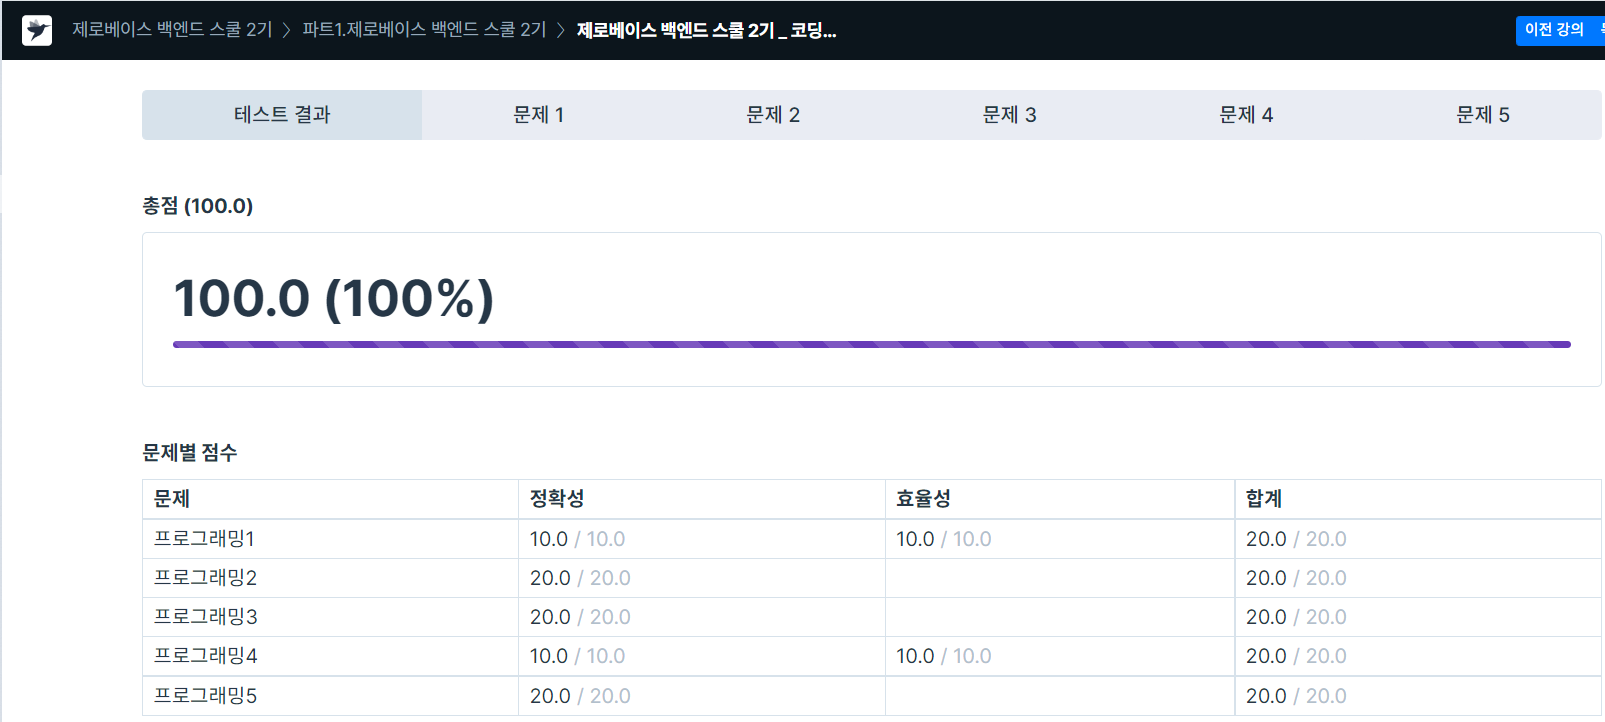 제로베이스 백엔드 스쿨 2기 > 파트1.제로베이스 백엔드 스쿨 2기 > 제로베이스 백엔드 스쿨 2기 _ 코딩...
이전 강의
테스트 결과 문제 1 문제 2 문제 3 문제 4 문제 5
총점 (100.0)
100.0 (100%)
문제별 점수
문제 정확성 효율성 합계
프로그래밍1 10.0 / 10.0 10.0 / 10.0 20.0 / 20.0
프로그래밍2 20.0 / 20.0 20.0 / 20.0
프로그래밍3 20.0 / 20.0 20.0 / 20.0
프로그래밍4 10.0 / 10.0 10.0 / 10.0 20.0 / 20.0
프로그래밍5 20.0 / 20.0 20.0 / 20.0